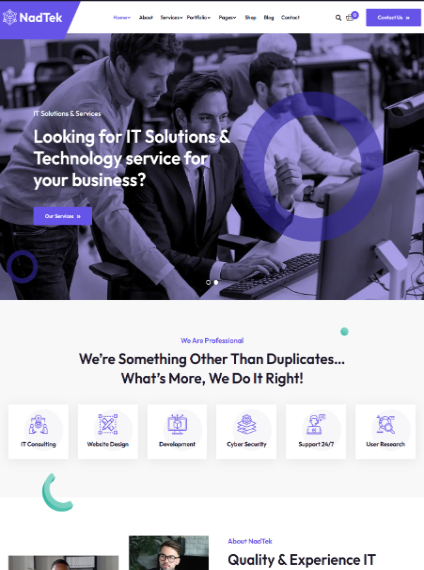 NadTek
Home
About
Services
Portfolio
Pages
Shop
Blog
Contact
0
Contact Us »
IT Solutions & Services
Looking for IT Solutions &
Technology service for
your business?
Our Services »
We Are Professional
We're Something Other Than Duplicates...
What's More, We Do It Right!
IT Consulting
Website Design
Development
Cyber Security
Support 24/7
User Research
About NadTek
Quality & Experience IT